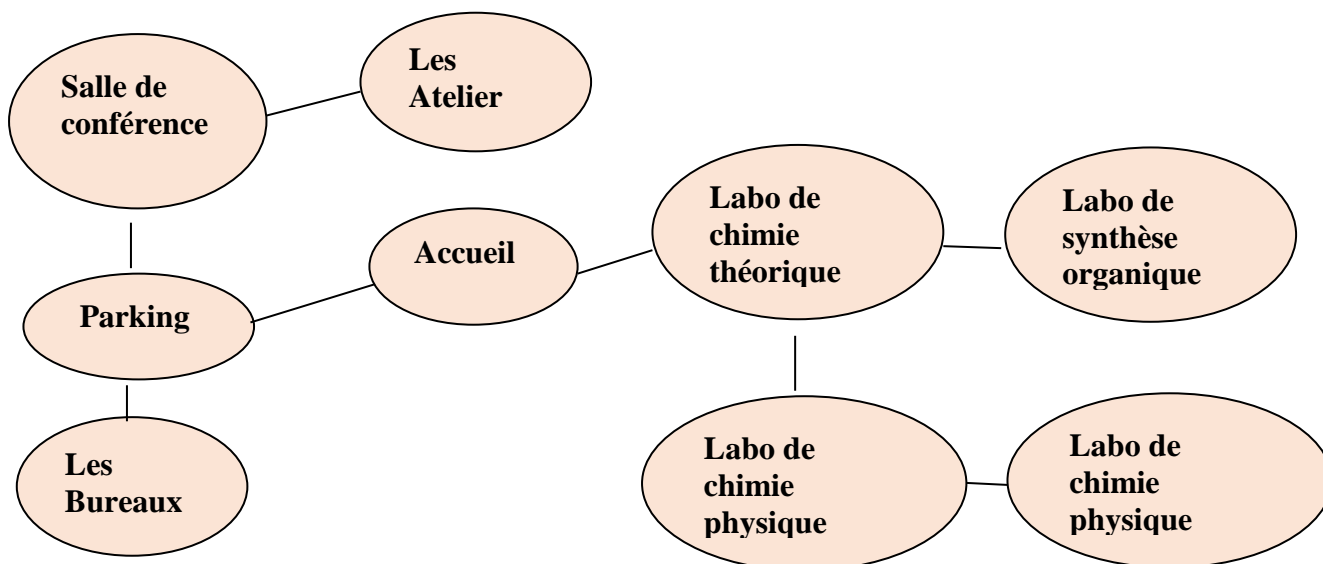 Salle de
conférence
Les
Atelier
Accueil
Parking
Les
Bureaux
Labo de
chimie
théorique
Labo de
synthèse
organique
Labo de
chimie
physique
Labo de
chimie
physique